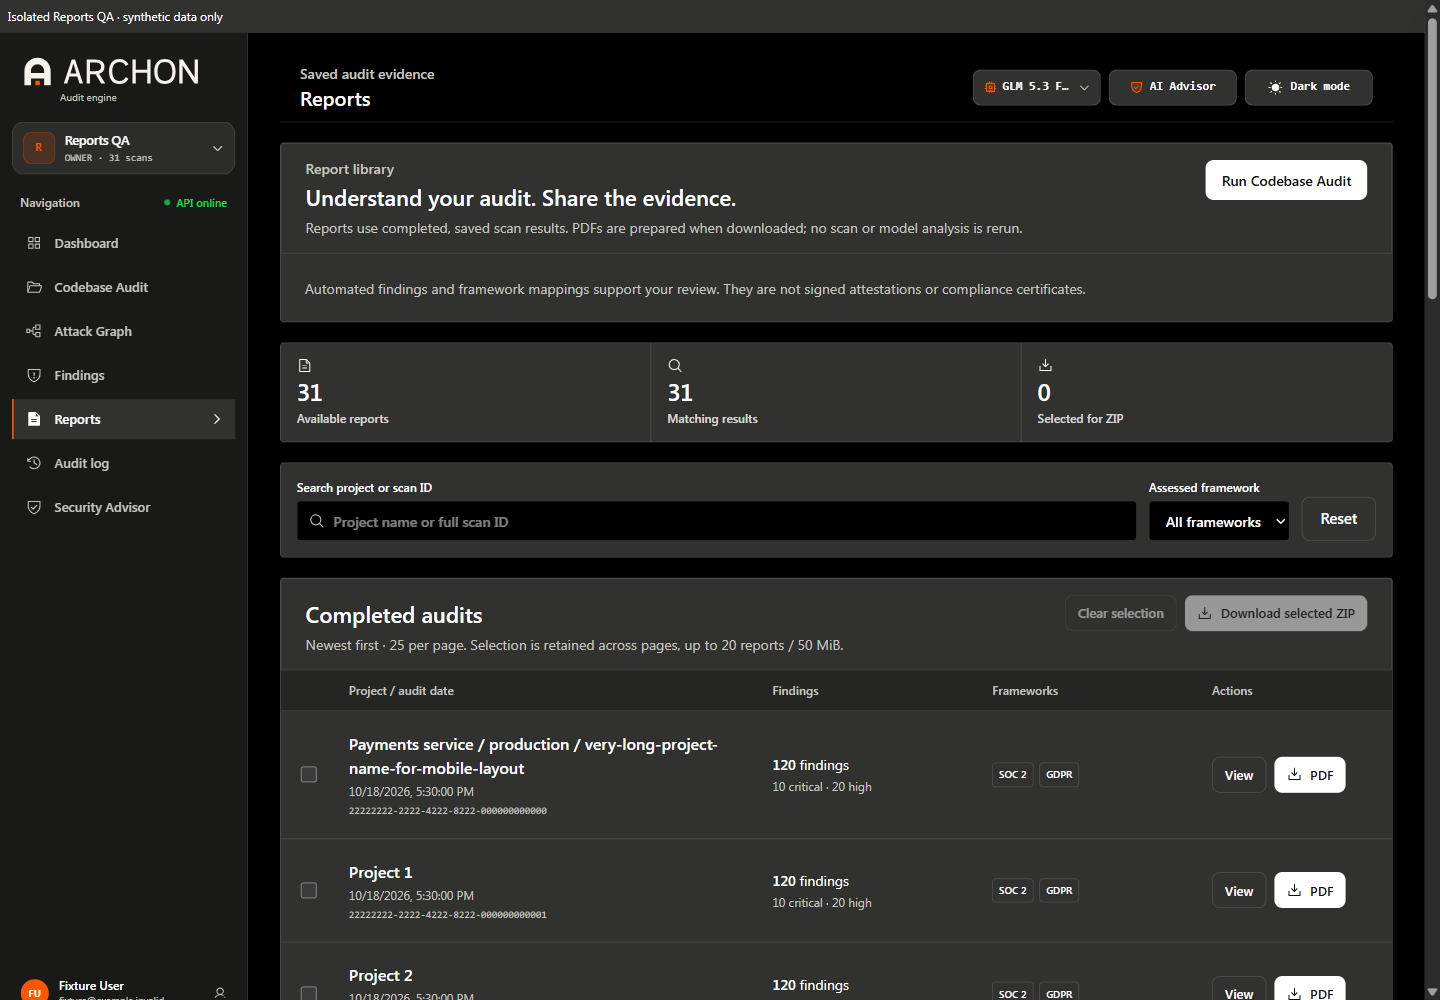 Isolated Reports QA · synthetic data only
ARCHON
Audit engine
R
Reports QA
OWNER · 31 scans
Navigation
API online
Dashboard
Codebase Audit
Attack Graph
Findings
Reports
Audit log
Security Advisor
FU
Fixture User
Saved audit evidence
Reports
GLM 5.3 F…
AI Advisor
Dark mode
Report library
Understand your audit. Share the evidence.
Reports use completed, saved scan results. PDFs are prepared when downloaded; no scan or model analysis is rerun.
Run Codebase Audit
Automated findings and framework mappings support your review. They are not signed attestations or compliance certificates.
31
Available reports
31
Matching results
0
Selected for ZIP
Search project or scan ID
Project name or full scan ID
Assessed framework
All frameworks
Reset
Completed audits
Newest first · 25 per page. Selection is retained across pages, up to 20 reports / 50 MiB.
Clear selection
Download selected ZIP
Project / audit date
Findings
Frameworks
Actions
Payments service / production / very-long-project-
name-for-mobile-layout
10/18/2026, 5:30:00 PM
22222222-2222-4222-8222-000000000000
120 findings
10 critical · 20 high
SOC 2
GDPR
View
PDF
Project 1
10/18/2026, 5:30:00 PM
22222222-2222-4222-8222-000000000001
120 findings
10 critical · 20 high
SOC 2
GDPR
View
PDF
Project 2
10/18/2026, 5:30:00 PM
120 findings
SOC 2
GDPR
View
PDF